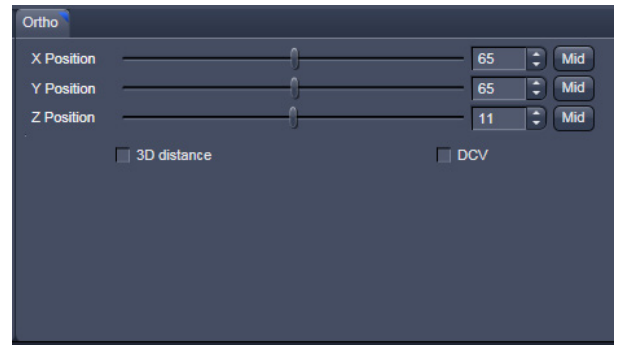 Ortho
X Position 65 Mid
Y Position 65 Mid
Z Position 11 Mid
3D distance DCV